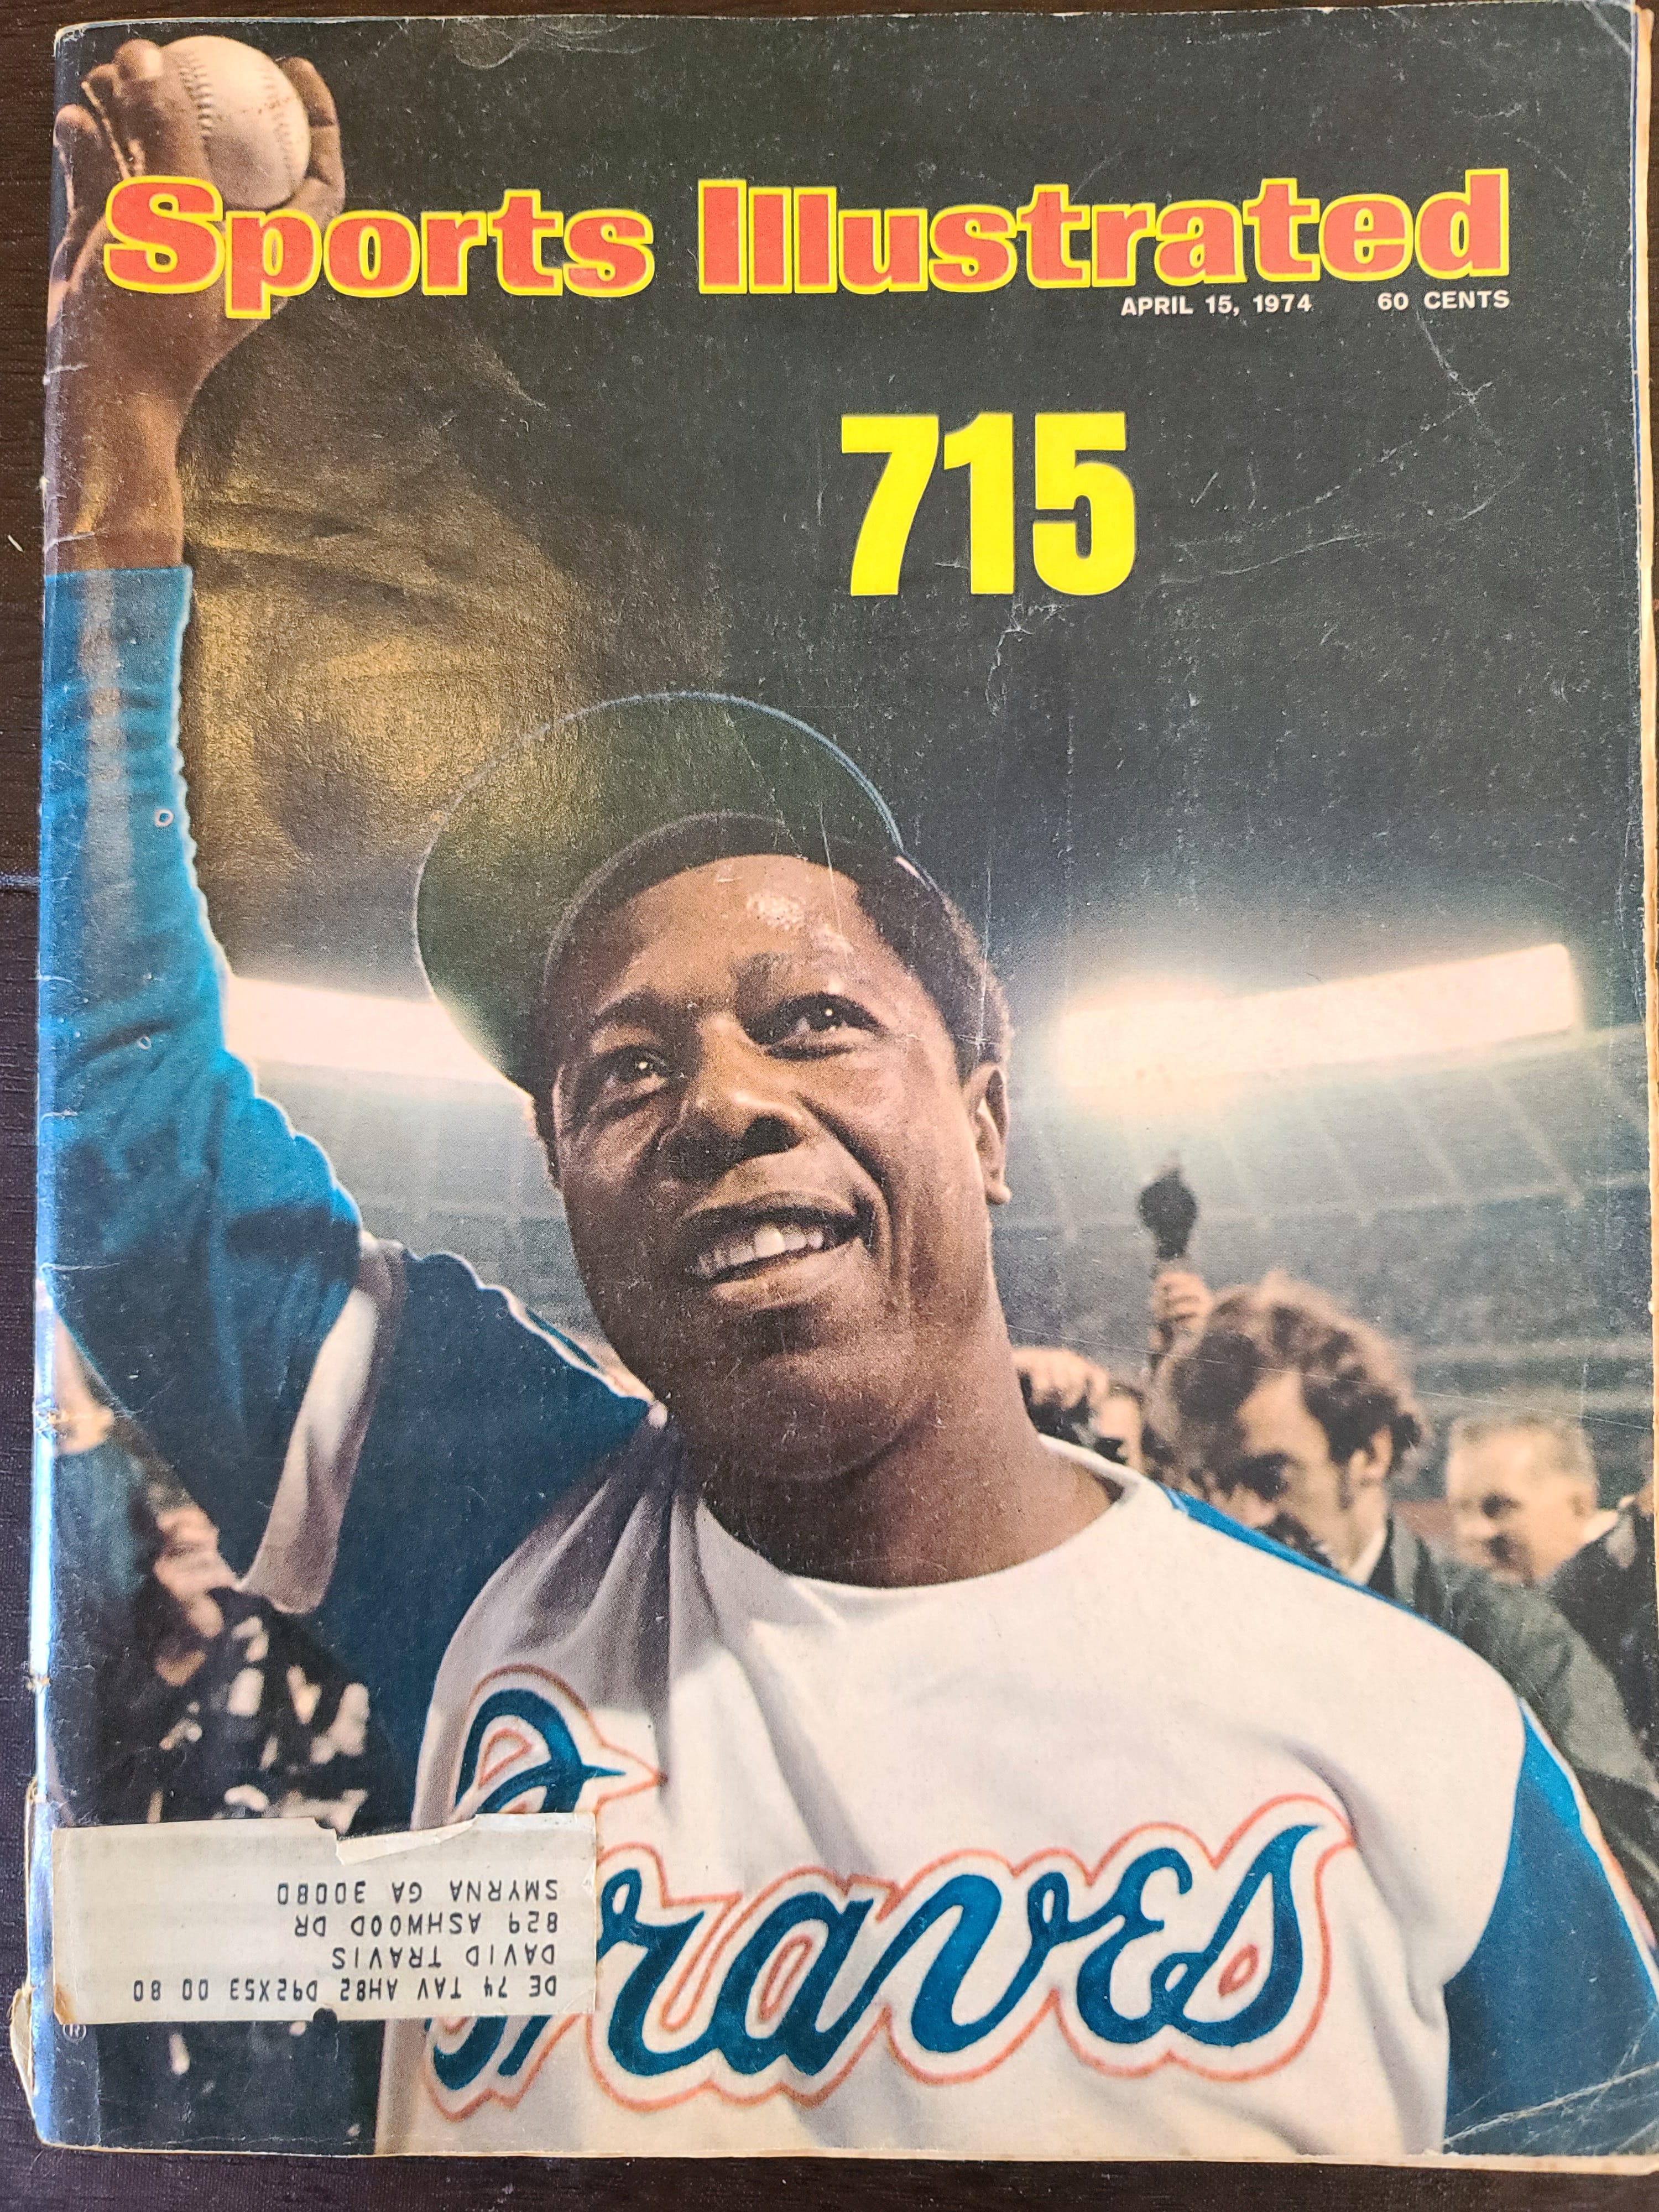 Sports Illustrated
APRIL 15, 1974 60 CENTS
715
Braves
DE 74 TAV AH82 D92X53 00 80
DAVID TRAVIS
829 ASHWOOD DR
SMYRNA GA 30080
®